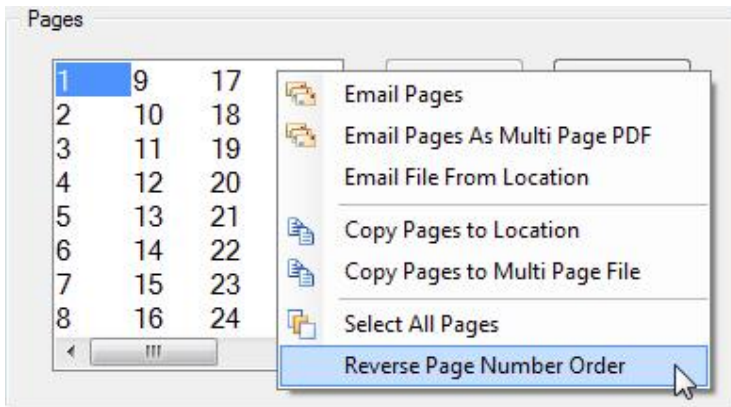 Pages
1 9 17
2 10 18
3 11 19
4 12 20
5 13 21
6 14 22
7 15 23
8 16 24
Email Pages
Email Pages As Multi Page PDF
Email File From Location
Copy Pages to Location
Copy Pages to Multi Page File
Select All Pages
Reverse Page Number Order